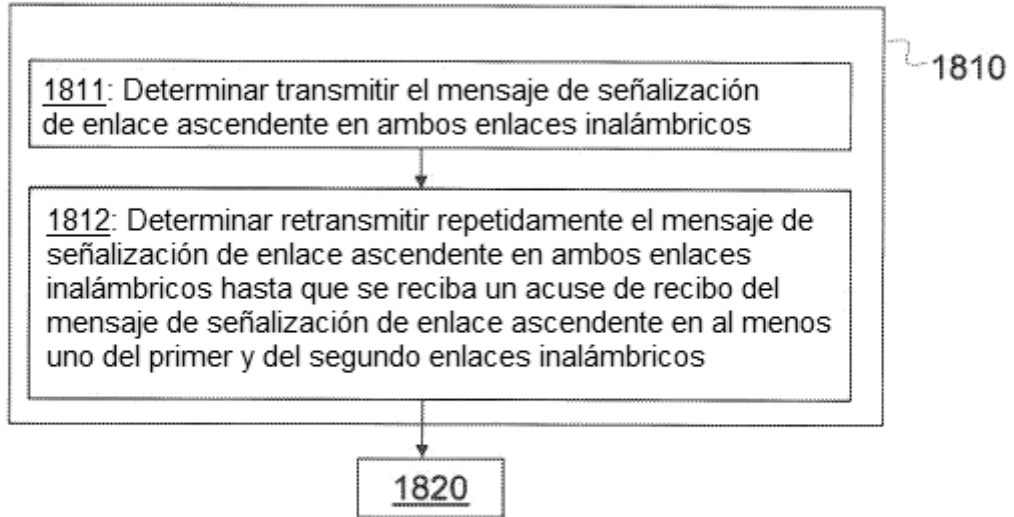 1810
1811: Determinar transmitir el mensaje de señalización
de enlace ascendente en ambos enlaces inalámbricos
1812: Determinar retransmitir repetidamente el mensaje de
señalización de enlace ascendente en ambos enlaces
inalámbricos hasta que se reciba un acuse de recibo del
mensaje de señalización de enlace ascendente en al menos
uno del primer y del segundo enlaces inalámbricos
1820